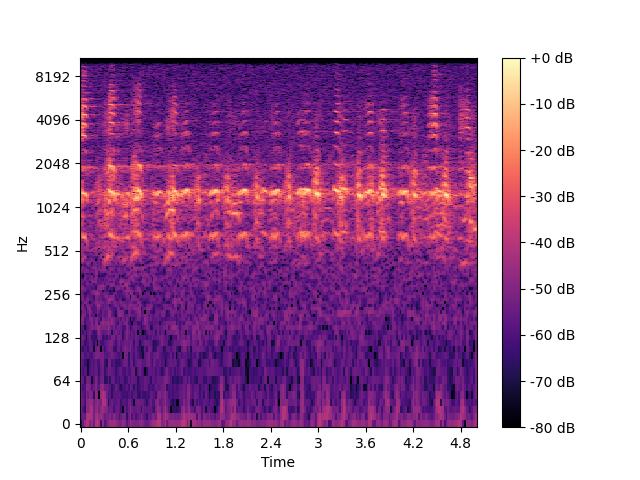 8192
4096
2048
1024
512
256
128
64
0
Hz
0 0.6 1.2 1.8 2.4 3 3.6 4.2 4.8
Time
+0 dB
-10 dB
-20 dB
-30 dB
-40 dB
-50 dB
-60 dB
-70 dB
-80 dB